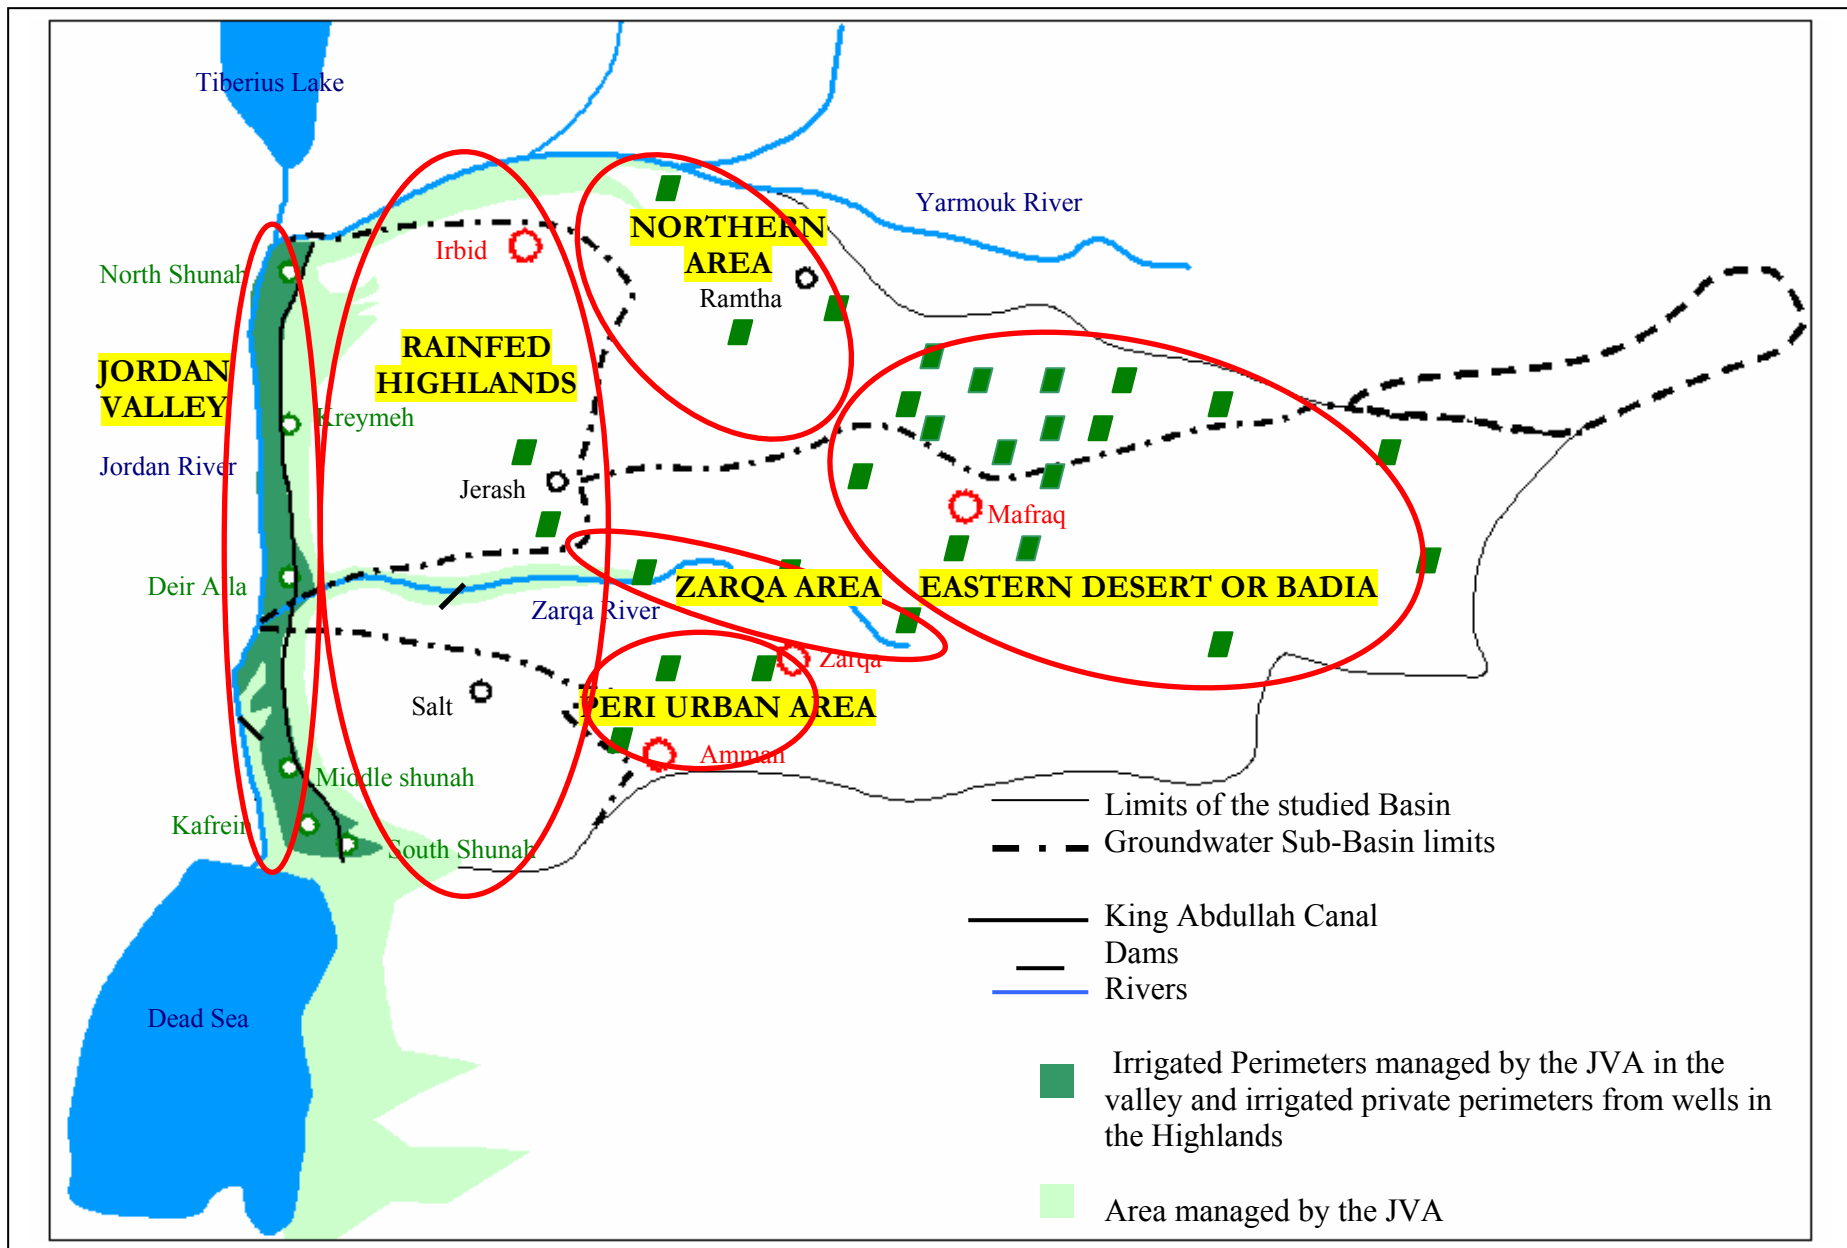 Tiberius Lake
Yarmouk River
NORTHERN
AREA
Irbid
North Shunah
Ramtha
RAINFED
HIGHLANDS
JORDAN
VALLEY
Kreymeh
Jordan River
Jerash
Mafraq
Deir Alla
ZARQA AREA
EASTERN DESERT OR BADIA
Zarqa River
Zarqa
Salt
PERI URBAN AREA
Amman
Middle shunah
Kafrein
South Shunah
Dead Sea
Limits of the studied Basin
Groundwater Sub-Basin limits
King Abdullah Canal
Dams
Rivers
Irrigated Perimeters managed by the JVA in the
valley and irrigated private perimeters from wells in
the Highlands
Area managed by the JVA